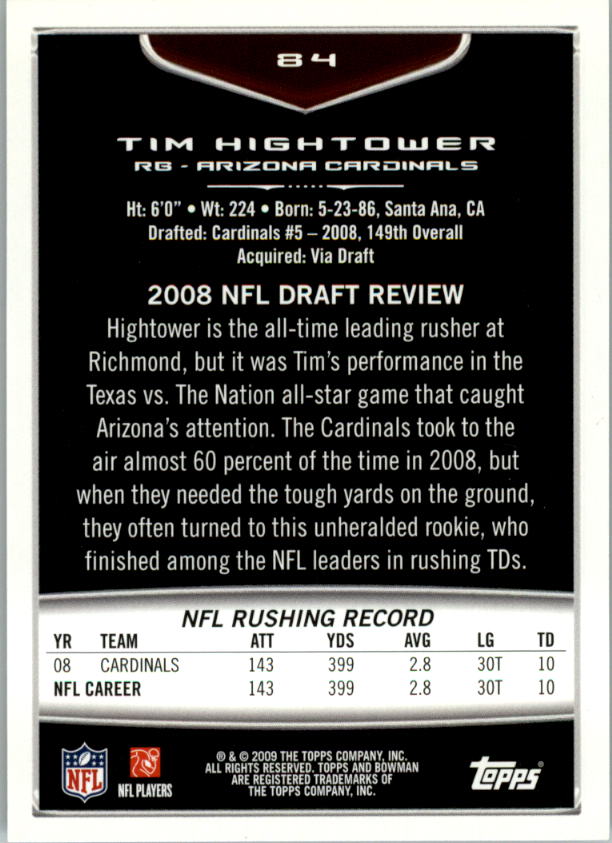 84
TIM HIGHTOWER
RB - ARIZONA CARDINALS
Ht: 6'0" • Wt: 224 • Born: 5-23-86, Santa Ana, CA
Drafted: Cardinals #5 – 2008, 149th Overall
Acquired: Via Draft
2008 NFL DRAFT REVIEW
Hightower is the all-time leading rusher at
Richmond, but it was Tim's performance in the
Texas vs. The Nation all-star game that caught
Arizona's attention. The Cardinals took to the
air almost 60 percent of the time in 2008, but
when they needed the tough yards on the ground,
they often turned to this unheralded rookie, who
finished among the NFL leaders in rushing TDs.
NFL RUSHING RECORD
YR TEAM ATT YDS AVG LG TD
08 CARDINALS 143 399 2.8 30T 10
NFL CAREER 143 399 2.8 30T 10
NFL
NFL PLAYERS
® & © 2009 THE TOPPS COMPANY, INC.
ALL RIGHTS RESERVED. TOPPS AND BOWMAN
ARE REGISTERED TRADEMARKS OF
THE TOPPS COMPANY, INC.
topps®